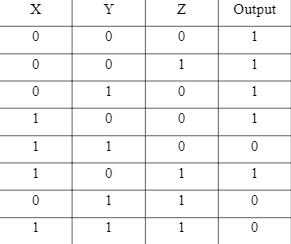 X Y Z Output
0 0 0 1
0 0 1 1
0 1 0 1
1 0 0 1
1 1 0 0
1 0 1 1
0 1 1 0
1 1 1 0